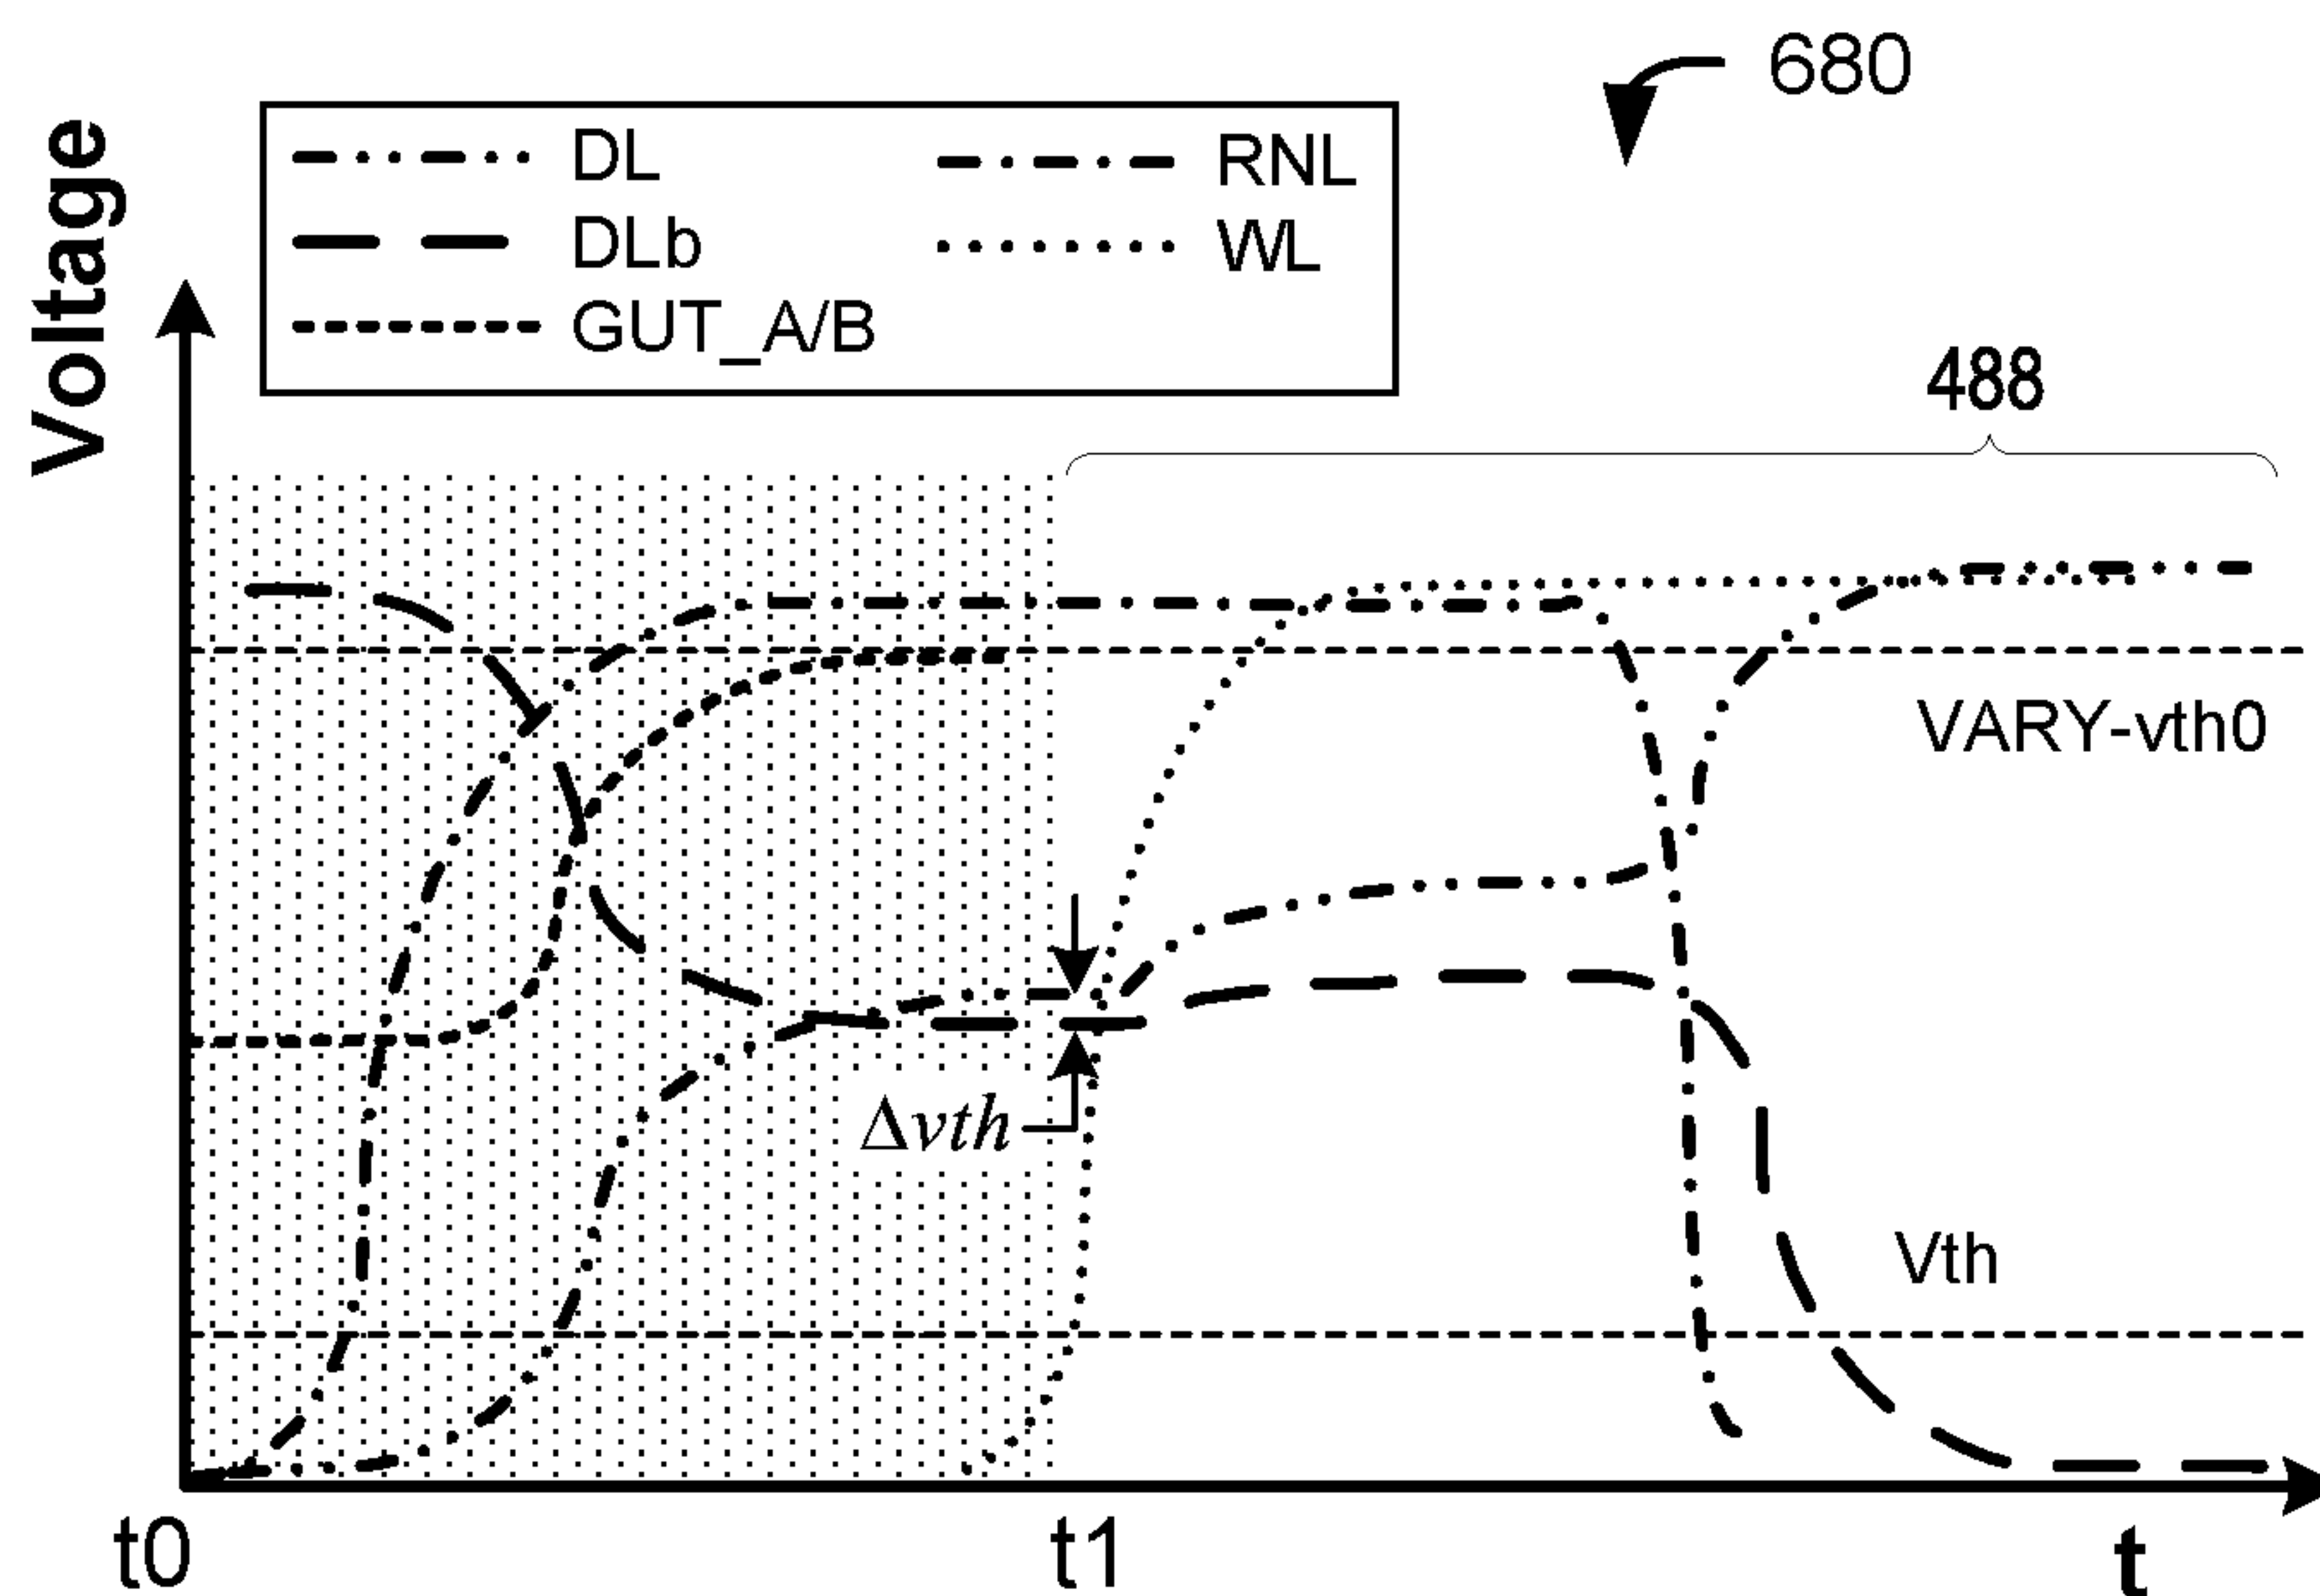 680
Voltage
DL
RNL
DLb
WL
GUT_A/B
488
VARY-vth0
Δvth
Vth
t0
t1
t